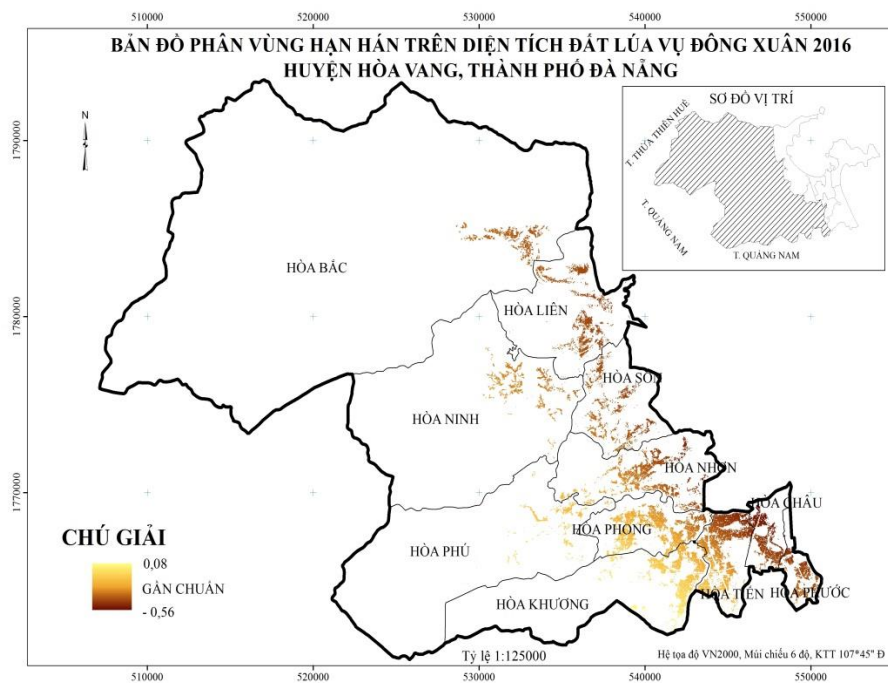 510000 520000 530000 540000 550000
BẢN ĐỒ PHÂN VÙNG HẠN HÁN TRÊN DIỆN TÍCH ĐẤT LÚA VỤ ĐÔNG XUÂN 2016
HUYỆN HÒA VANG, THÀNH PHỐ ĐÀ NẴNG
SƠ ĐỒ VỊ TRÍ
T. THỪA THIÊN HUẾ
T. QUẢNG NAM
T. QUẢNG NAM
N
1790000
1780000
1770000
1790000
1780000
1770000
HÒA BẮC
HÒA LIÊN
HÒA SƠN
HÒA NINH
HÒA NHƠN
HÒA CHÂU
HÒA PHONG
HÒA PHÚ
HÒA TIẾN
HÒA PHƯỚC
HÒA KHƯƠNG
CHÚ GIẢI
0,08
GẦN CHUẨN
- 0,56
Tỷ lệ 1:125000
Hệ tọa độ VN2000, Múi chiếu 6 độ, KTT 107°45" Đ
510000 520000 530000 540000 550000